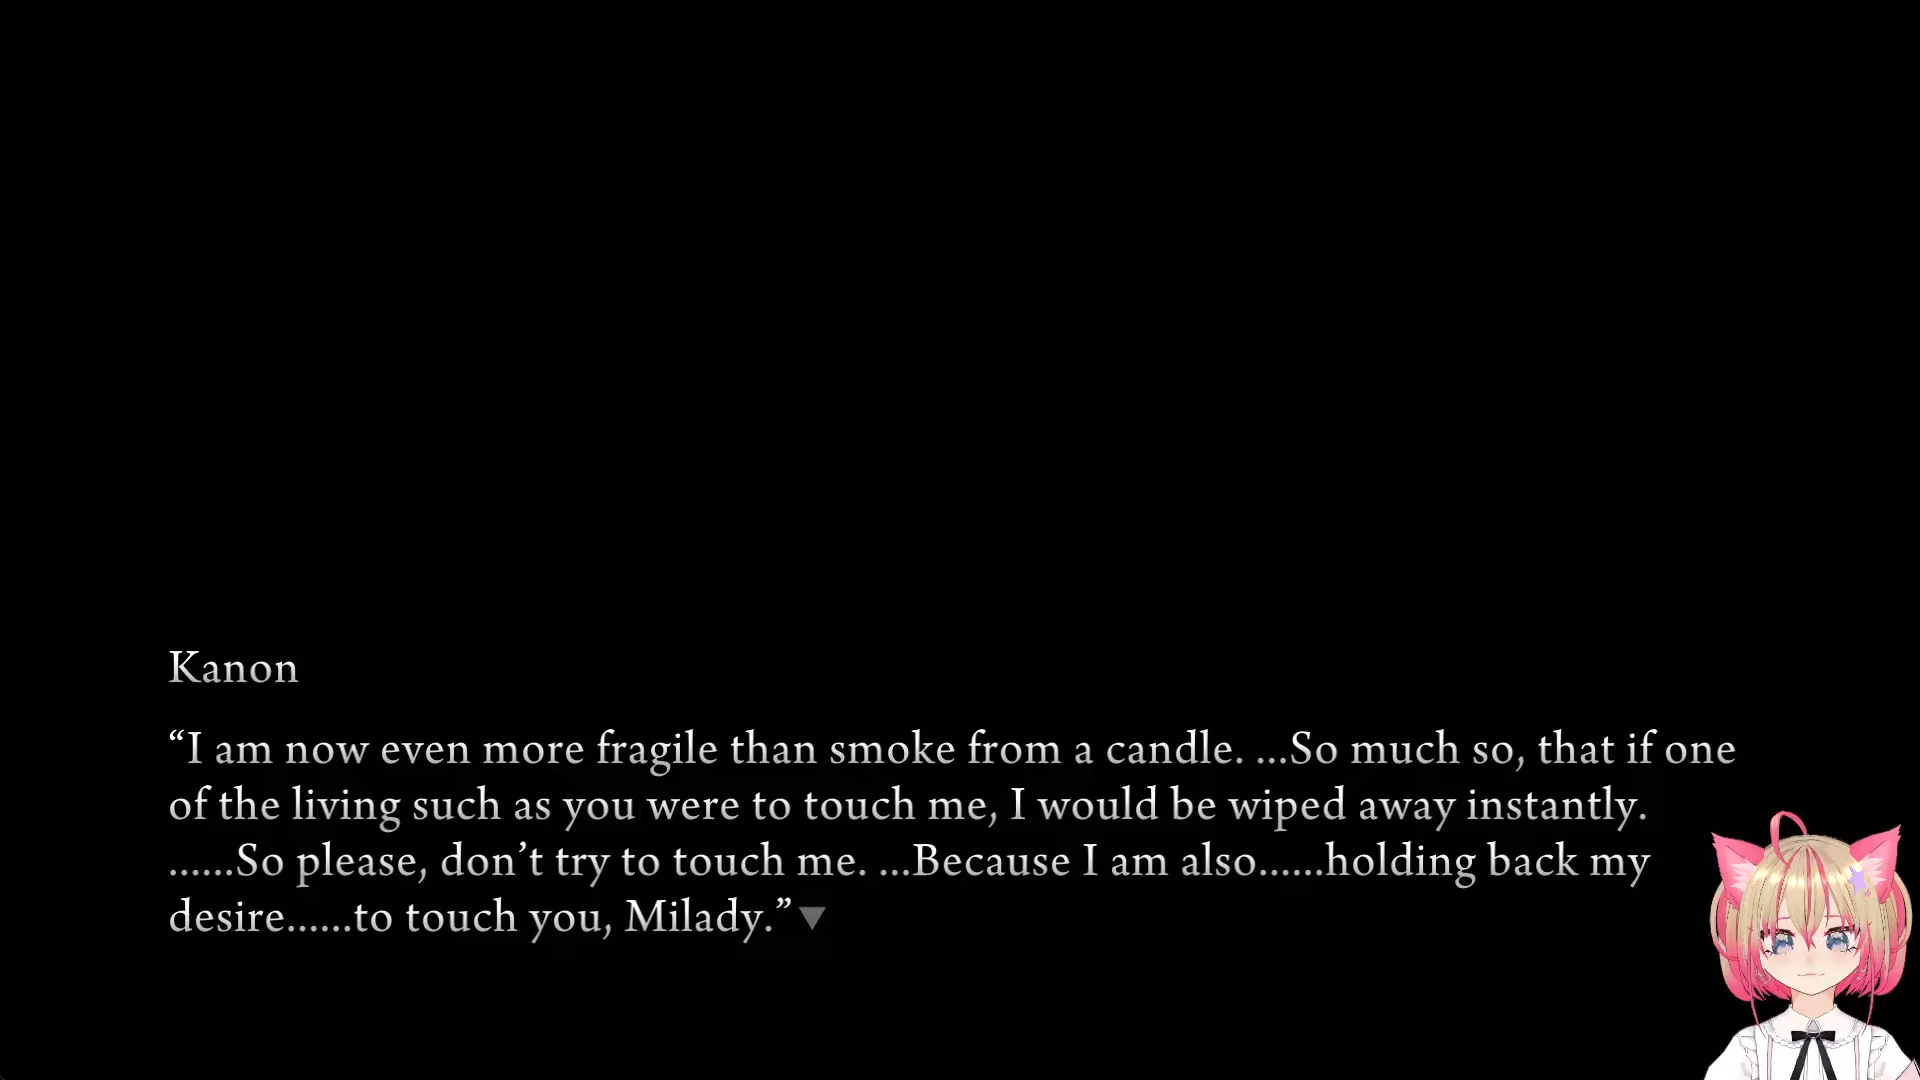 Kanon
“I am now even more fragile than smoke from a candle. ...So much so, that if one
of the living such as you were to touch me, I would be wiped away instantly.
......So please, don’t try to touch me. ...Because I am also......holding back my
desire......to touch you, Milady.”